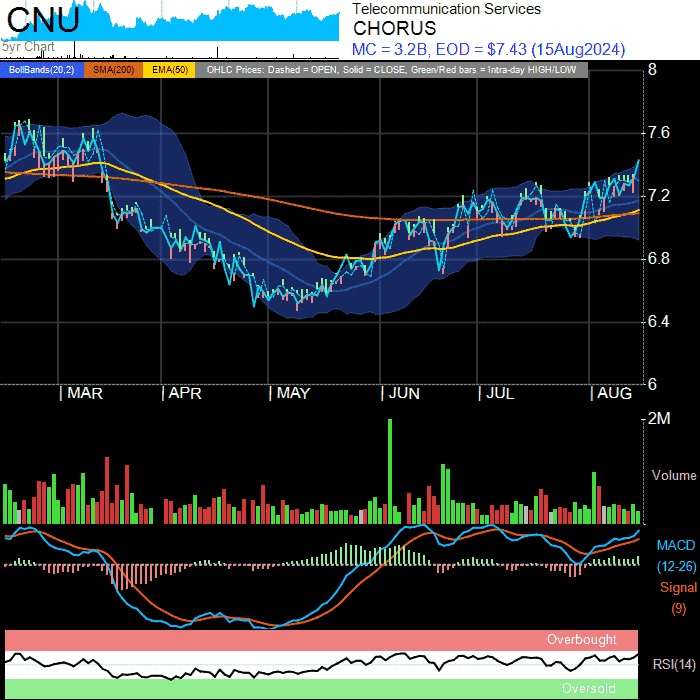 CNU
5yr Chart
Telecommunication Services
CHORUS
MC = 3.2B, EOD = $7.43 (15Aug2024)
BollBands(20,2) SMA(200) EMA(50) OHLC Prices: Dashed = OPEN, Solid = CLOSE, Green/Red bars = Intra-day HIGH/LOW
8
7.6
7.2
6.8
6.4
6
MAR APR MAY JUN JUL AUG
2M
Volume
MACD
(12-26)
Signal
(9)
Overbought
RSI(14)
Oversold